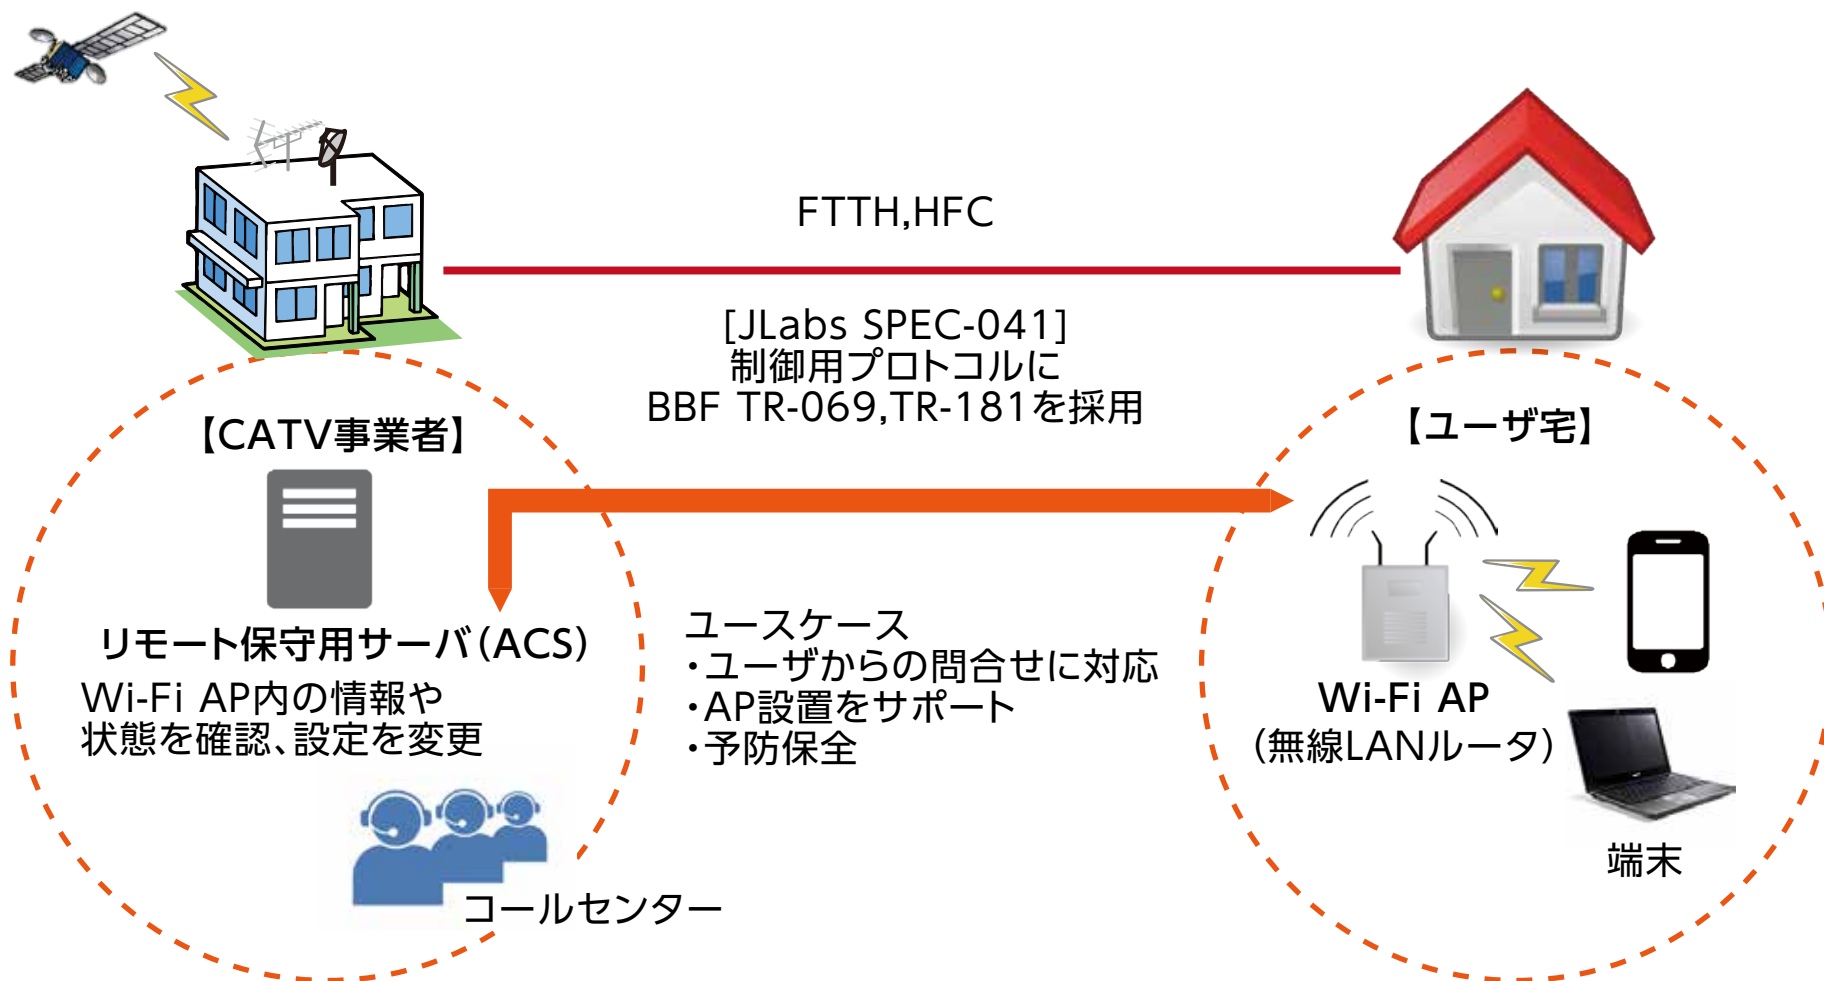 FTTH,HFC
[JLabs SPEC-041]
制御用プロトコルに
BBF TR-069,TR-181を採用
【CATV事業者】
リモート保守用サーバ(ACS)
Wi-Fi AP内の情報や
状態を確認、設定を変更
コールセンター
ユースケース
・ユーザからの問合せに対応
・AP設置をサポート
・予防保全
【ユーザ宅】
Wi-Fi AP
(無線LANルータ)
端末